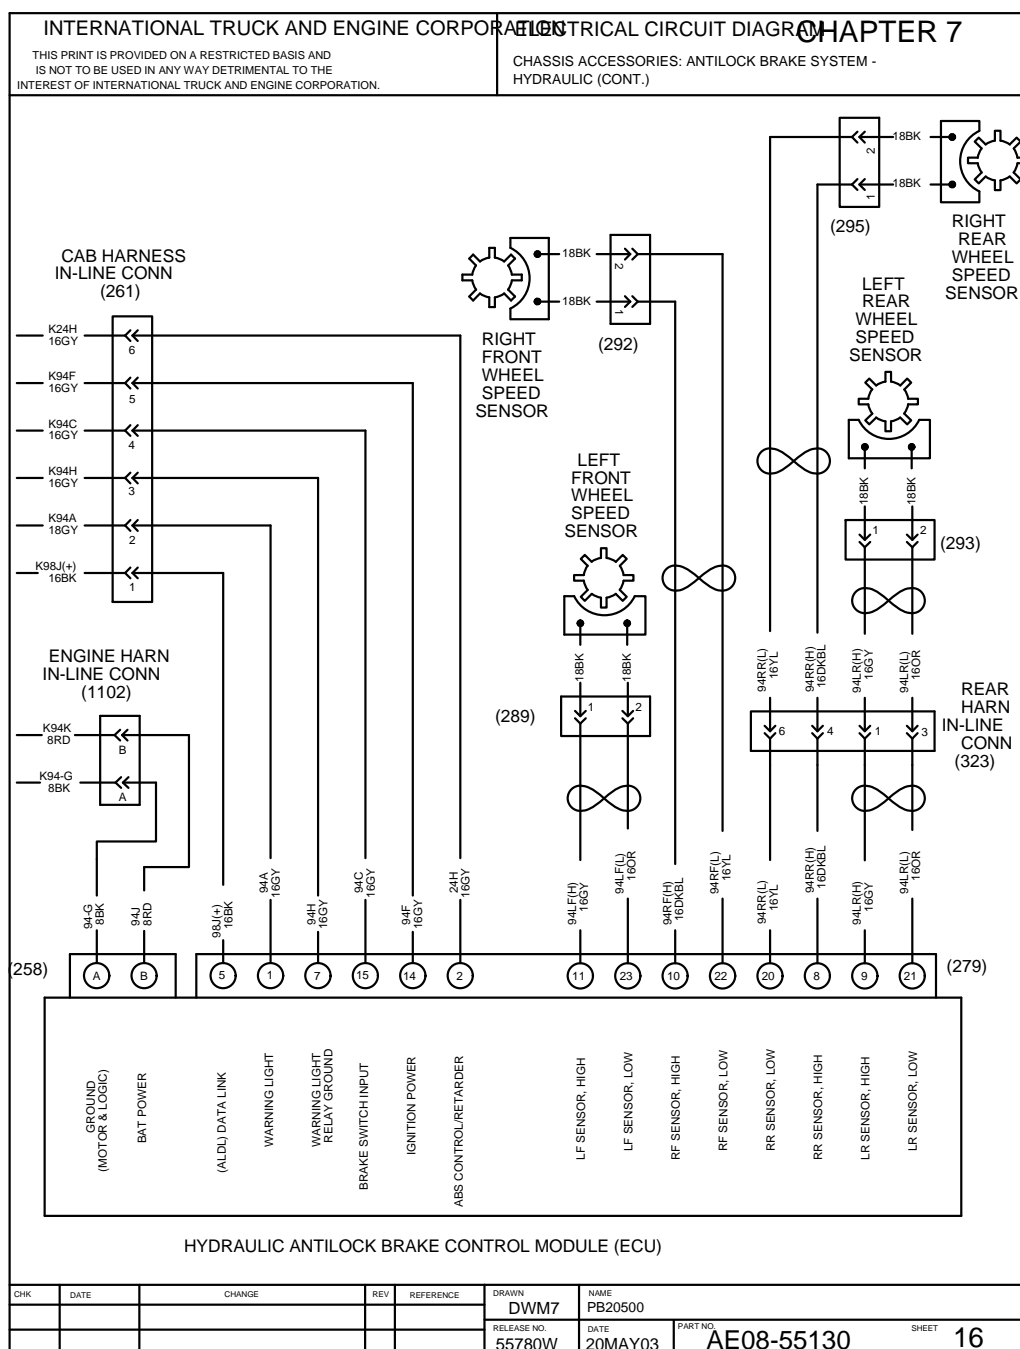 INTERNATIONAL TRUCK AND ENGINE CORPORATION
THIS PRINT IS PROVIDED ON A RESTRICTED BASIS AND
IS NOT TO BE USED IN ANY WAY DETRIMENTAL TO THE
INTEREST OF INTERNATIONAL TRUCK AND ENGINE CORPORATION.
ELECTRICAL CIRCUIT DIAGRAM
CHAPTER 7
CHASSIS ACCESSORIES: ANTILOCK BRAKE SYSTEM -
HYDRAULIC (CONT.)
2
18BK
1
18BK
(295)
RIGHT
REAR
WHEEL
SPEED
SENSOR
18BK
2
18BK
1
(292)
RIGHT
FRONT
WHEEL
SPEED
SENSOR
LEFT
REAR
WHEEL
SPEED
SENSOR
18BK
18BK
1
2
(293)
CAB HARNESS
IN-LINE CONN
(261)
K24H
16GY
6
K94F
16GY
5
K94C
16GY
4
K94H
16GY
3
K94A
18GY
2
K98J(+)
16BK
1
LEFT
FRONT
WHEEL
SPEED
SENSOR
18BK
18BK
(289)
1
2
ENGINE HARN
IN-LINE CONN
(1102)
K94K
8RD
B
K94-G
8BK
A
94RR(L)
16YL
94RR(H)
16DKBL
94LR(H)
16GY
94LR(L)
16OR
6
4
1
3
REAR
HARN
IN-LINE
CONN
(323)
94-G
8BK
94J
8RD
98J(+)
16BK
94A
16GY
94H
16GY
94C
16GY
94F
16GY
24H
16GY
94LF(H)
16GY
94LF(L)
16OR
94RF(H)
16DKBL
94RF(L)
16YL
94RR(L)
16YL
94RR(H)
16DKBL
94LR(H)
16GY
94LR(L)
16OR
(258)
A
B
5
1
7
15
14
2
11
23
10
22
20
8
9
21
(279)
GROUND
(MOTOR & LOGIC)
BAT POWER
(ALDL) DATA LINK
WARNING LIGHT
WARNING LIGHT
RELAY GROUND
BRAKE SWITCH INPUT
IGNITION POWER
ABS CONTROL/RETARDER
LF SENSOR, HIGH
LF SENSOR, LOW
RF SENSOR, HIGH
RF SENSOR, LOW
RR SENSOR, LOW
RR SENSOR, HIGH
LR SENSOR, HIGH
LR SENSOR, LOW
HYDRAULIC ANTILOCK BRAKE CONTROL MODULE (ECU)
CHK
DATE
CHANGE
REV
REFERENCE
DRAWN
DWM7
NAME
PB20500
RELEASE NO.
55780W
DATE
20MAY03
PART NO.
AE08-55130
SHEET
16